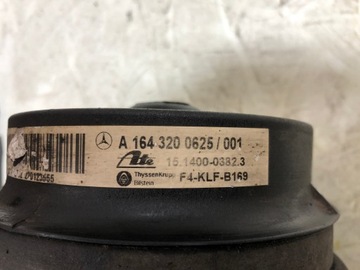 A 164 320 0625 / 001
Ate 15.1400-0382.3
ThyssenKrupp
Bilstein
F4-KLF-B169